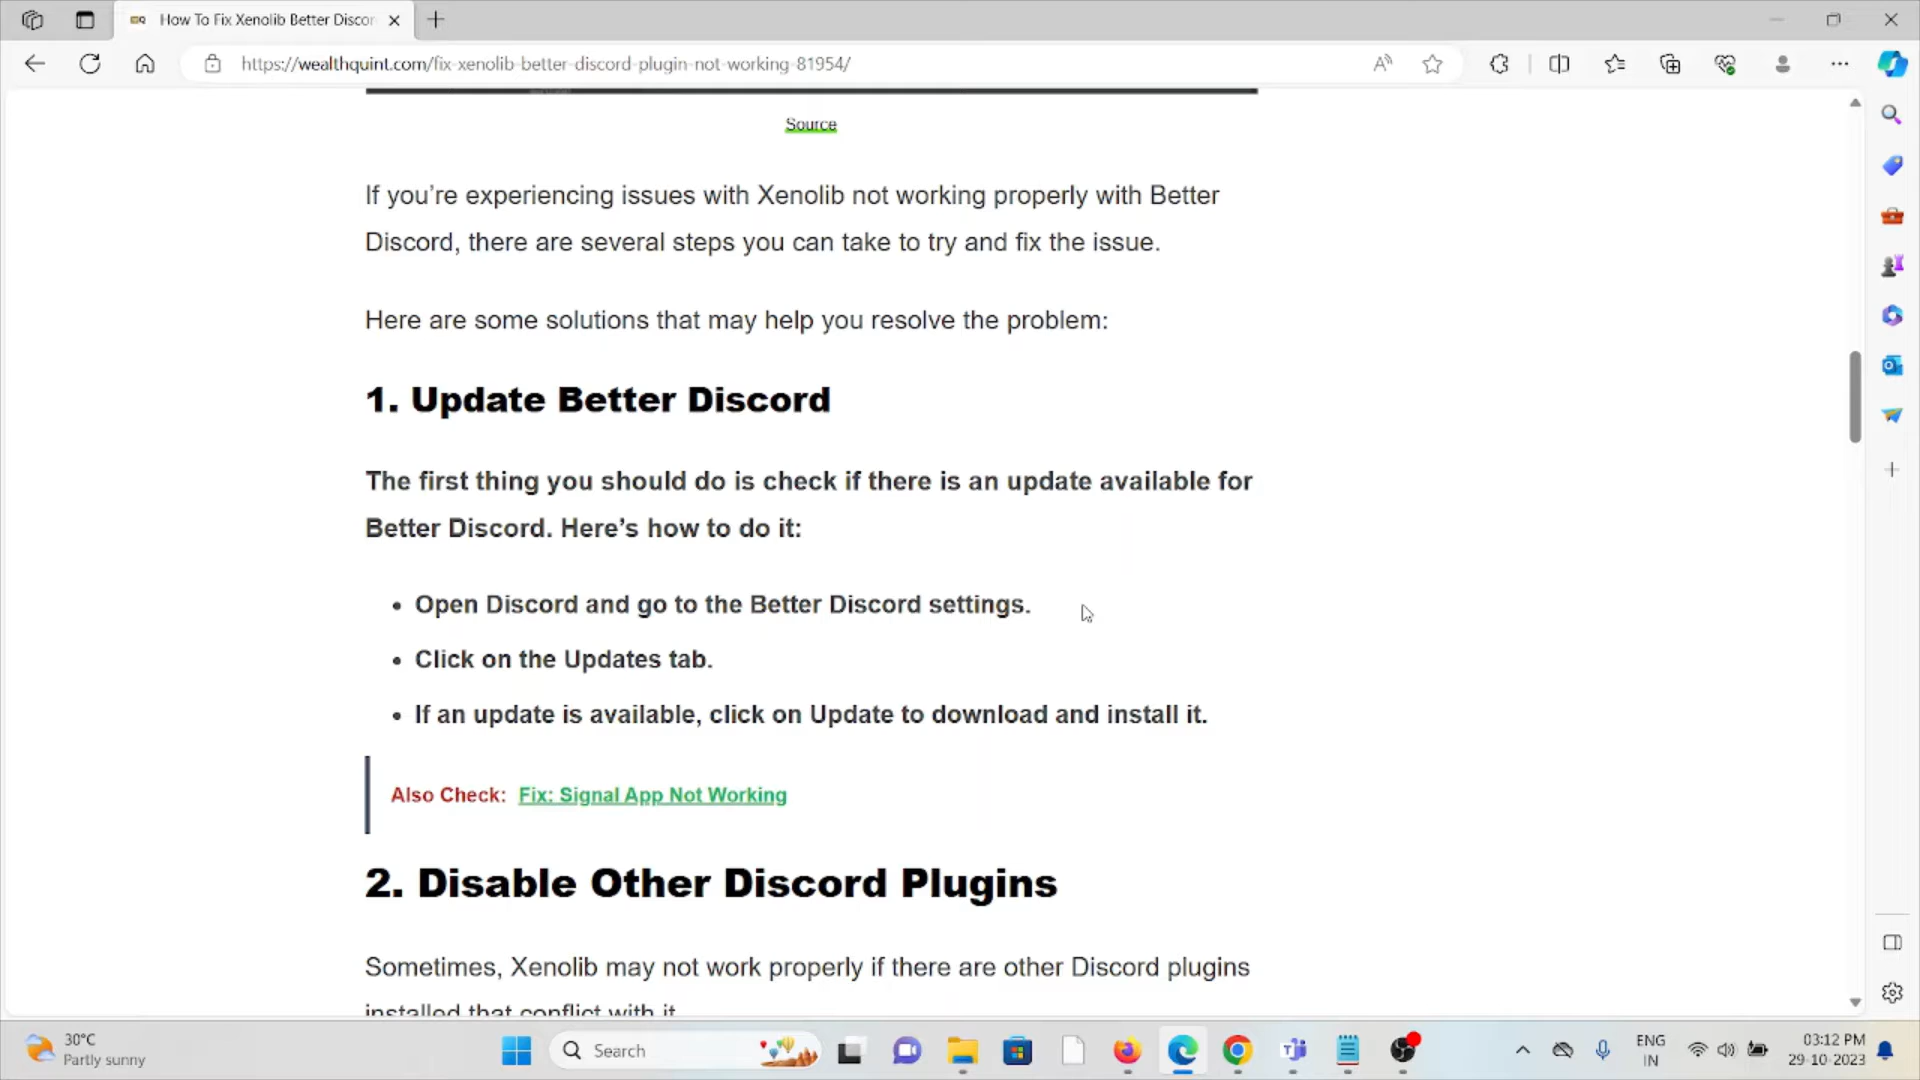 How To Fix Xenolib Better Discor
https://wealthquint.com/fix-xenolib-better-discord-plugin-not-working-81954/
Source
If you’re experiencing issues with Xenolib not working properly with Better
Discord, there are several steps you can take to try and fix the issue.
Here are some solutions that may help you resolve the problem:
1. Update Better Discord
The first thing you should do is check if there is an update available for
Better Discord. Here’s how to do it:
• Open Discord and go to the Better Discord settings.
• Click on the Updates tab.
• If an update is available, click on Update to download and install it.
Also Check: Fix: Signal App Not Working
2. Disable Other Discord Plugins
Sometimes, Xenolib may not work properly if there are other Discord plugins
installed that conflict with it.
30°C
Partly sunny
Search
ENG
IN
03:12 PM
29-10-2023